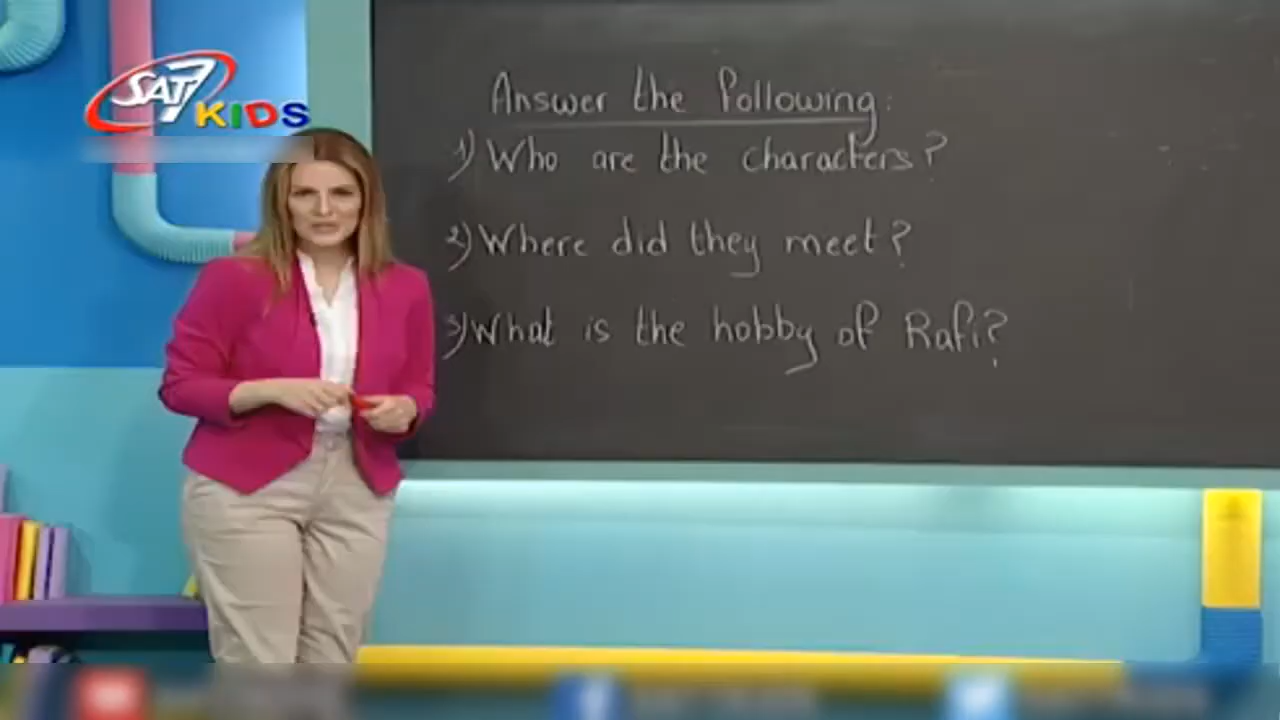 SAT7
KIDS
Answer the following:
1) Who are the characters?
2) Where did they meet?
3) What is the hobby of Rafi?